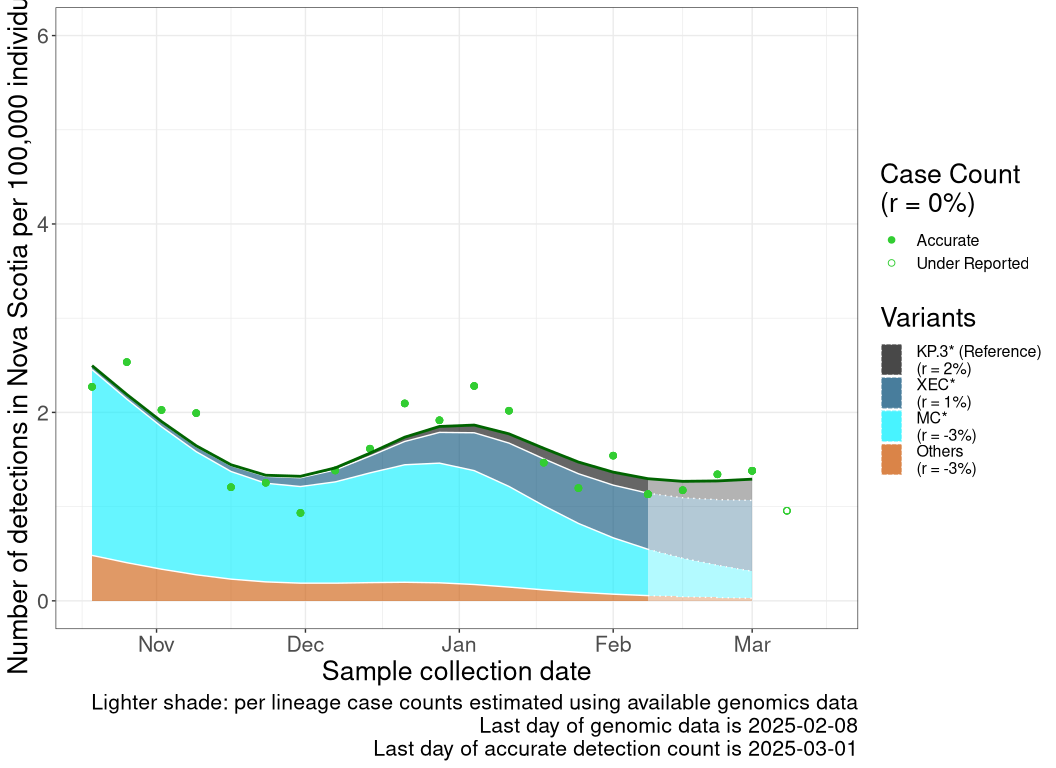 Number of detections in Nova Scotia per 100,000
6
4
2
0
Nov Dec Jan Feb Mar
Sample collection date
Lighter shade: per lineage case counts estimated using available genomics data
Last day of genomic data is 2025-02-08
Last day of accurate detection count is 2025-03-01
Case Count
(r = 0%)
Accurate
Under Reported
Variants
KP.3* (Reference)
(r = 2%)
XEC*
(r = 1%)
MC*
(r = -3%)
Others
(r = -3%)